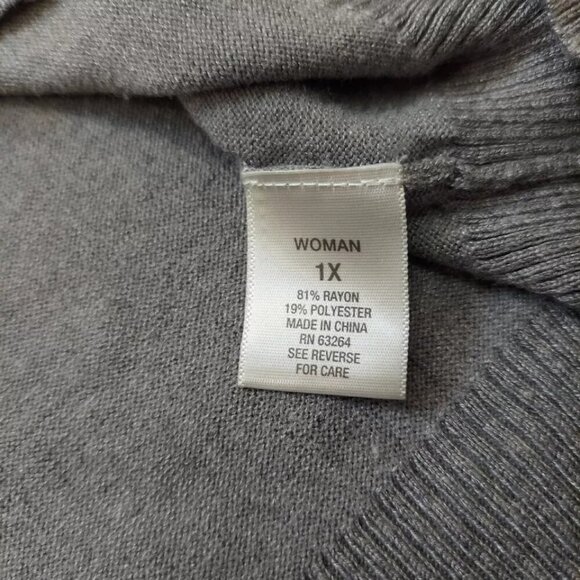 WOMAN
1X
81% RAYON
19% POLYESTER
MADE IN CHINA
RN 63264
SEE REVERSE
FOR CARE